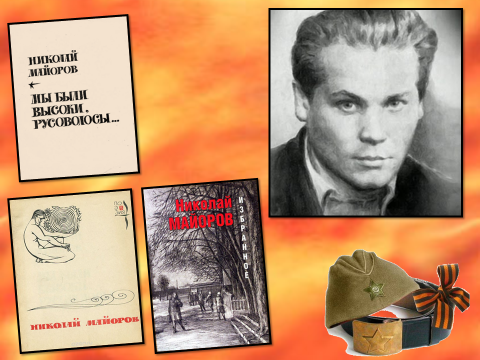 НИКОЛАЙ
МАЙОРОВ
МЫ БЫЛИ
ВЫСОКИ,
РУСОВОЛОСЫ...
НИКОЛАЙ МАЙОРОВ
Николай
МАЙОРОВ
ИЗБРАННОЕ